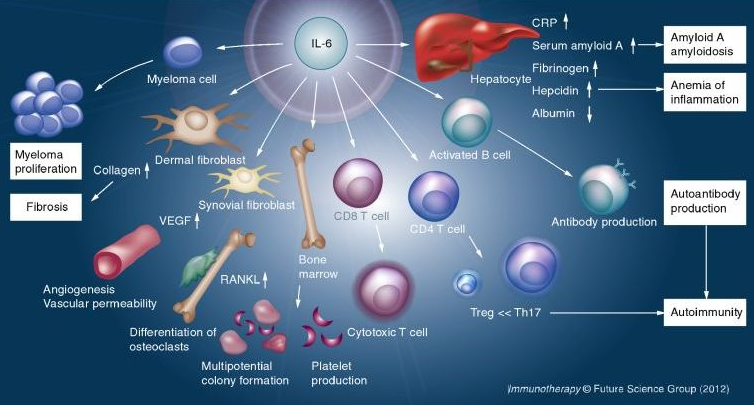 IL-6
CRP
Serum amyloid A
Fibrinogen
Hepcidin
Albumin
Hepatocyte
Amyloid A
amyloidosis
Anemia of
inflammation
Myeloma cell
Myeloma
proliferation
Collagen
Dermal fibroblast
Fibrosis
Synovial fibroblast
VEGF
Angiogenesis
Vascular permeability
RANKL
Differentiation of
osteoclasts
Bone
marrow
Multipotential
colony formation
Platelet
production
CD8 T cell
Cytotoxic T cell
CD4 T cell
Treg << Th17
Activated B cell
Antibody production
Autoantibody
production
Autoimmunity
Immunotherapy © Future Science Group (2012)